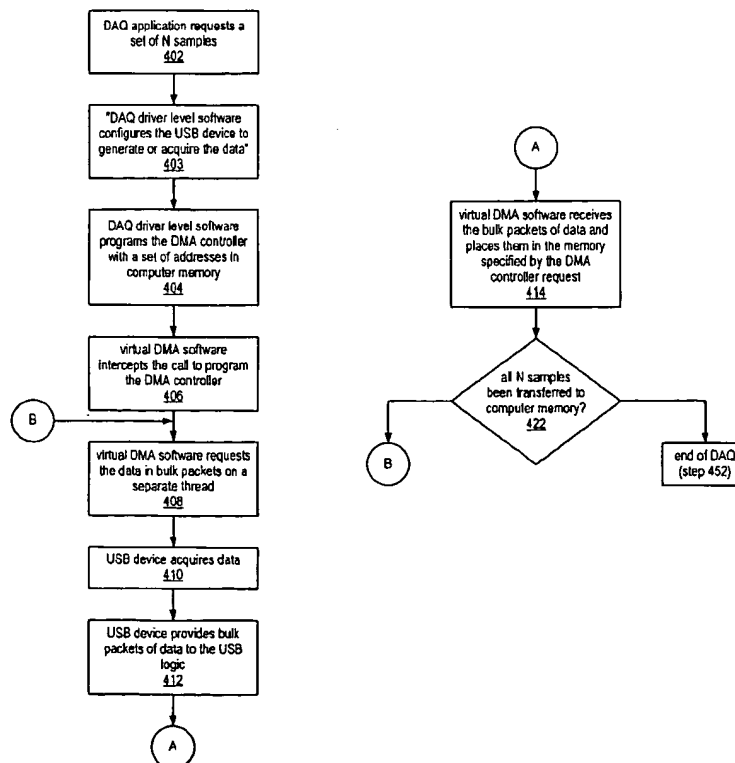 DAQ application requests a
set of N samples
402
"DAQ driver level software
configures the USB device to
generate or acquire the data"
403
DAQ driver level software
programs the DMA controller
with a set of addresses in
computer memory
404
virtual DMA software
intercepts the call to program
the DMA controller
406
B
virtual DMA software requests
the data in bulk packets on a
separate thread
408
USB device acquires data
410
USB device provides bulk
packets of data to the USB
logic
412
A
A
virtual DMA software receives
the bulk packets of data and
places them in the memory
specified by the DMA
controller request
414
all N samples
been transferred to
computer memory?
422
B
end of DAQ
(step 452)